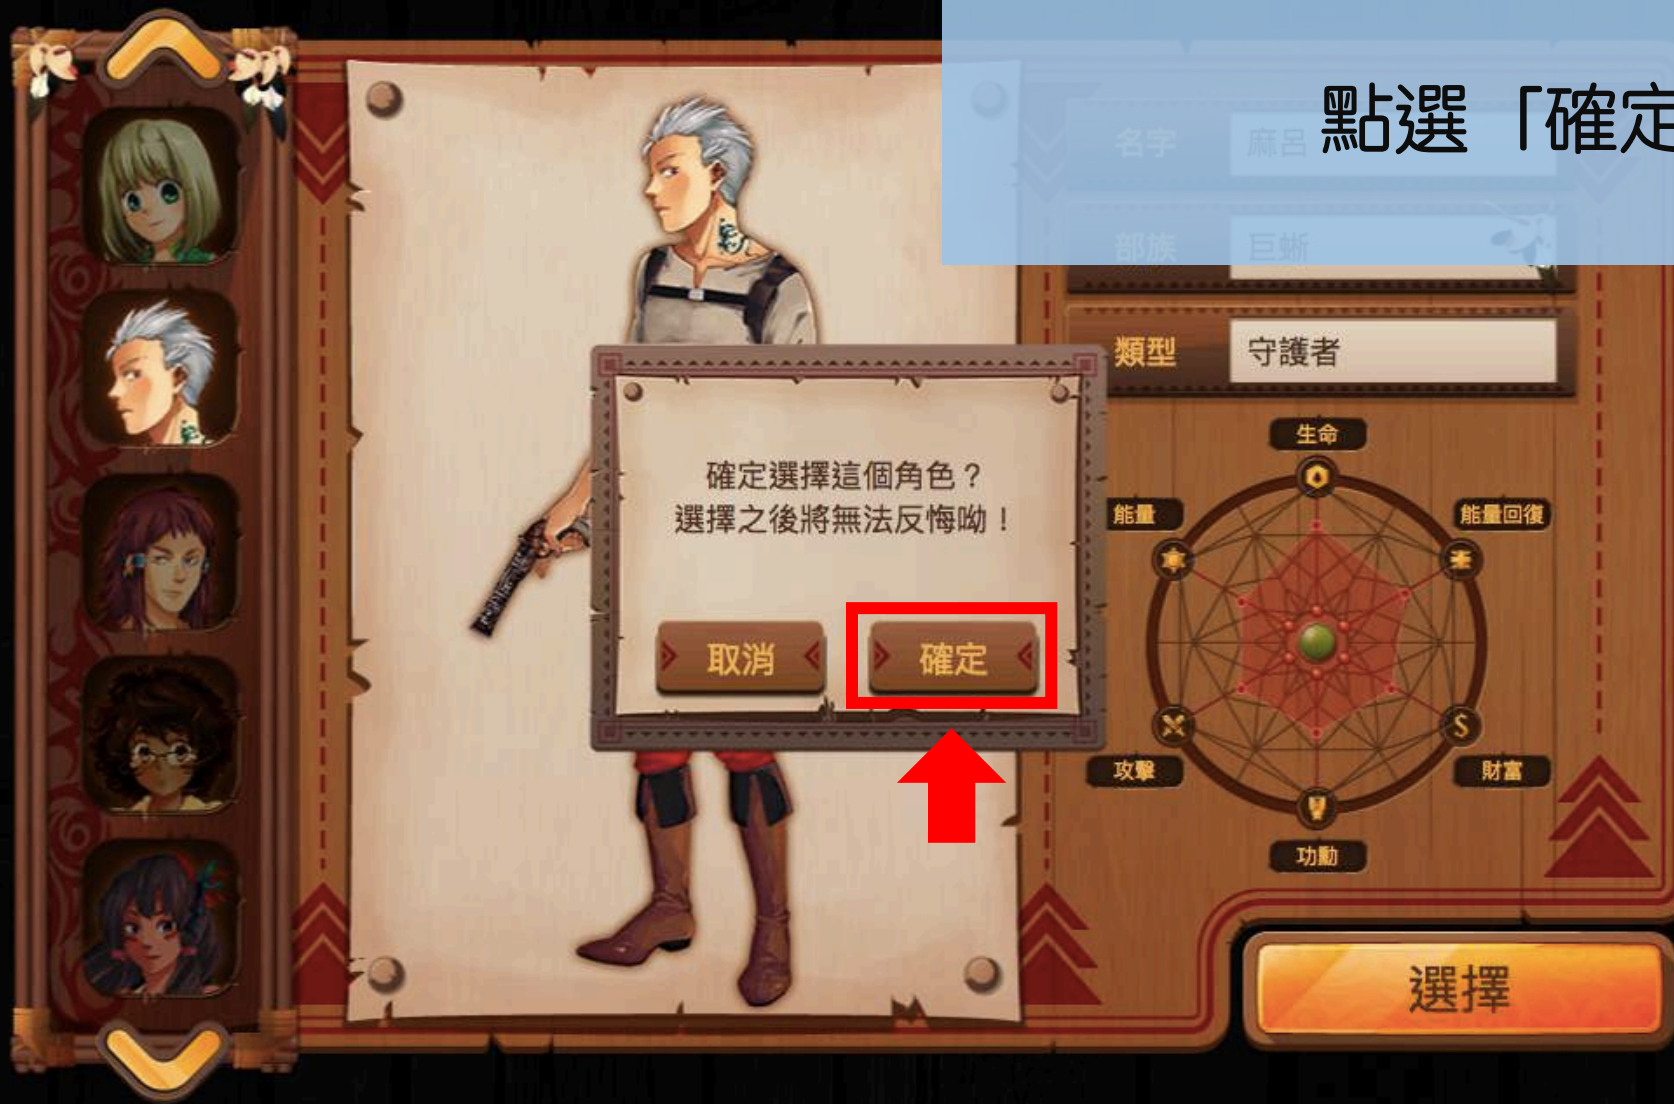 點選「確定
名字
麻呂
部族
巨蜥
類型
守護者
確定選擇這個角色？
選擇之後將無法反悔呦！
取消
確定
生命
能量
能量回復
攻擊
財富
功勳
選擇